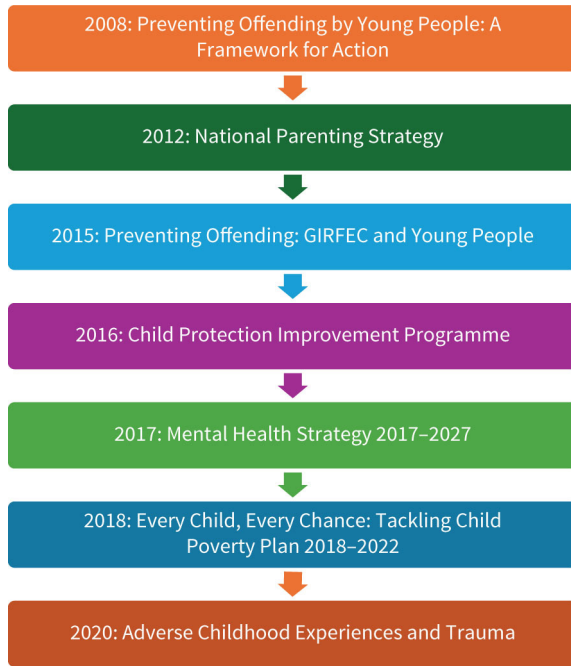 2008: Preventing Offending by Young People: A
Framework for Action
2012: National Parenting Strategy
2015: Preventing Offending: GIRFEC and Young People
2016: Child Protection Improvement Programme
2017: Mental Health Strategy 2017–2027
2018: Every Child, Every Chance: Tackling Child
Poverty Plan 2018–2022
2020: Adverse Childhood Experiences and Trauma